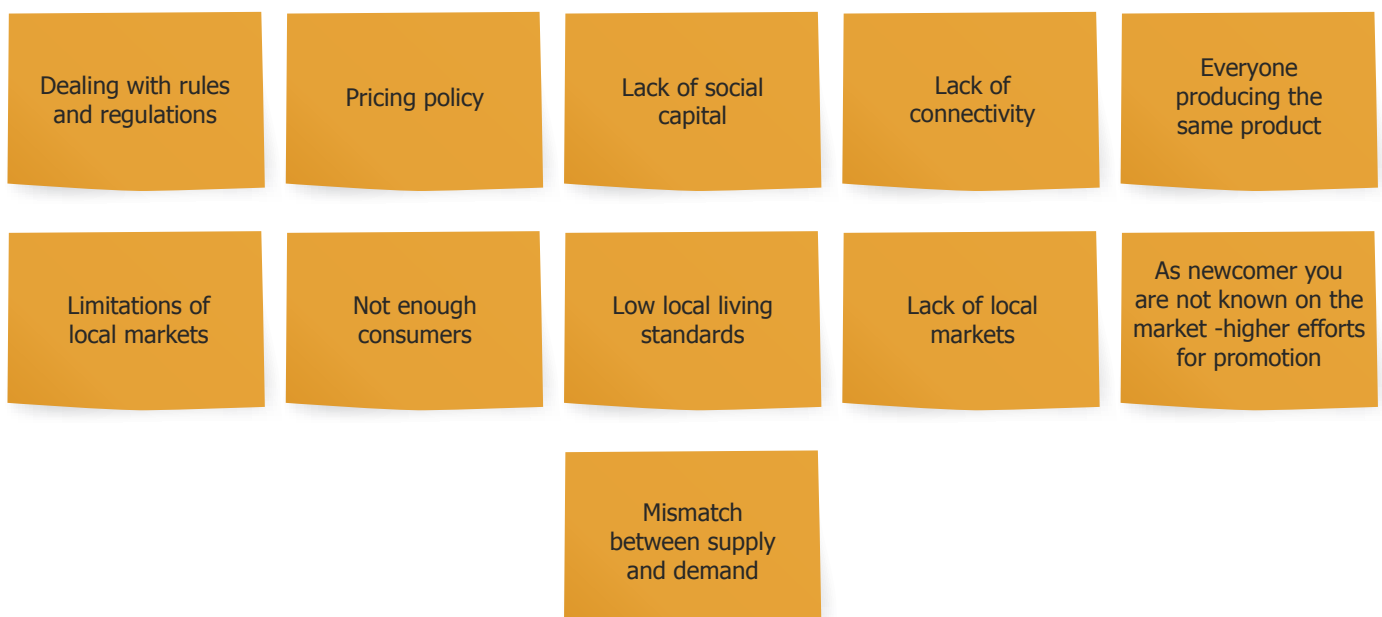 Dealing with rules
and regulations
Pricing policy
Lack of social
capital
Lack of
connectivity
Everyone
producing the
same product
Limitations of
local markets
Not enough
consumers
Low local living
standards
Lack of local
markets
As newcomer you
are not known on the
market -higher efforts
for promotion
Mismatch
between supply
and demand